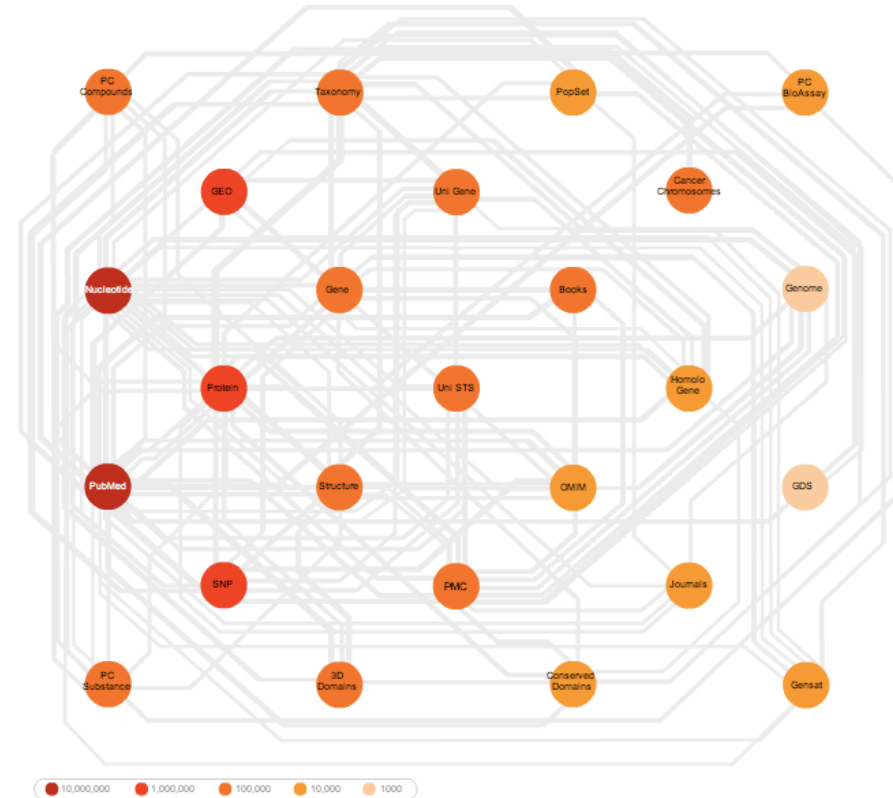 PC
Compounds
Taxonomy
PopSet
PC
BioAssay
GEO
Uni Gene
Cancer
Chromosomes
Nucleotide
Gene
Books
Genome
Protein
Uni STS
Homolo
Gene
PubMed
Structure
OMIM
GDS
SNP
PMC
Journals
PC
Substance
3D
Domains
Conserved
Domains
Gensat
10,000,000
1,000,000
100,000
10,000
1000